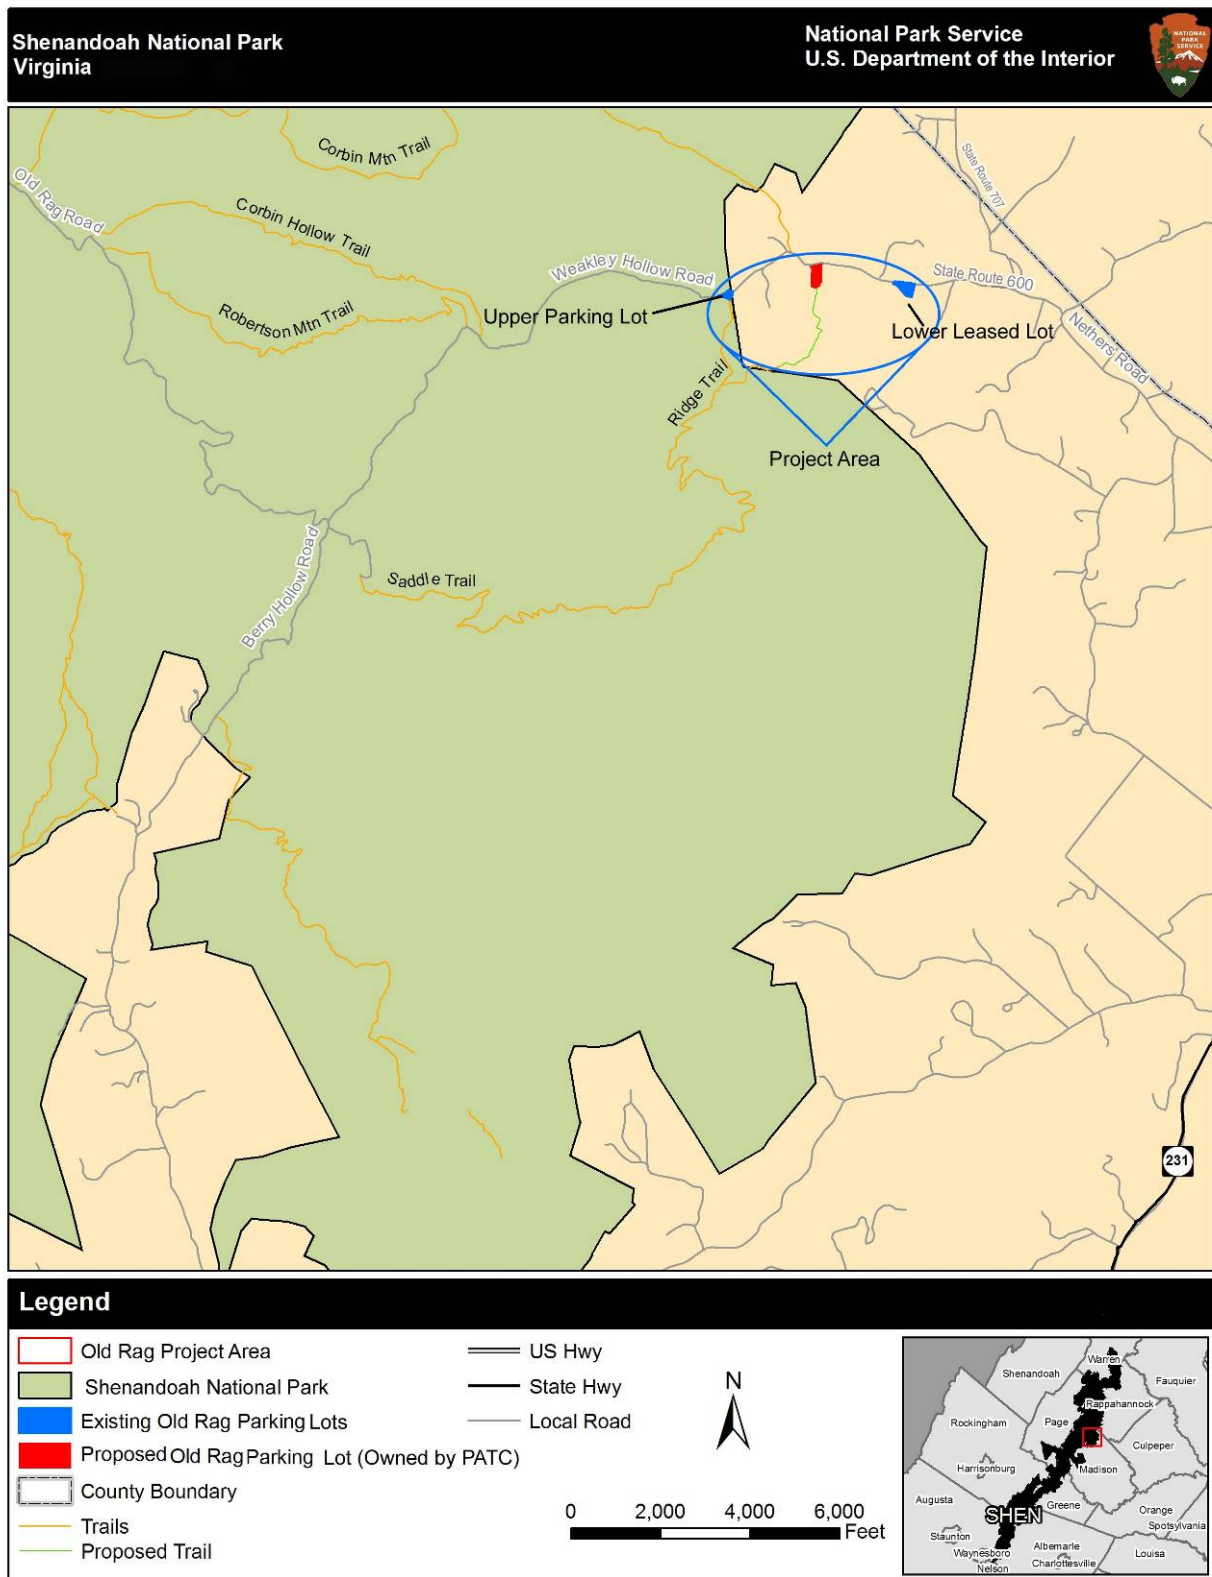 Shenandoah National Park
Virginia
National Park Service
U.S. Department of the Interior
NATIONAL
PARK
SERVICE
Corbin Mtn Trail
State Route 707
Old Rag Road
Corbin Hollow Trail
Weakley Hollow Road
State Route 600
Robertson Mtn Trail
Upper Parking Lot
Lower Leased Lot
Nethers Road
Ridge Trail
Project Area
Saddle Trail
Berry Hollow Road
231
Legend
Old Rag Project Area
Shenandoah National Park
Existing Old Rag Parking Lots
Proposed Old Rag Parking Lot (Owned by PATC)
County Boundary
Trails
Proposed Trail
US Hwy
State Hwy
Local Road
N
0 2,000 4,000 6,000
Feet
Warren
Shenandoah
Fauquier
Rappahannock
Page
Rockingham
Culpeper
Harrisonburg
Madison
Augusta
Greene
Orange
SHEN
Spotsylvania
Staunton
Albemarle
Waynesboro
Louisa
Charlottesville
Nelson